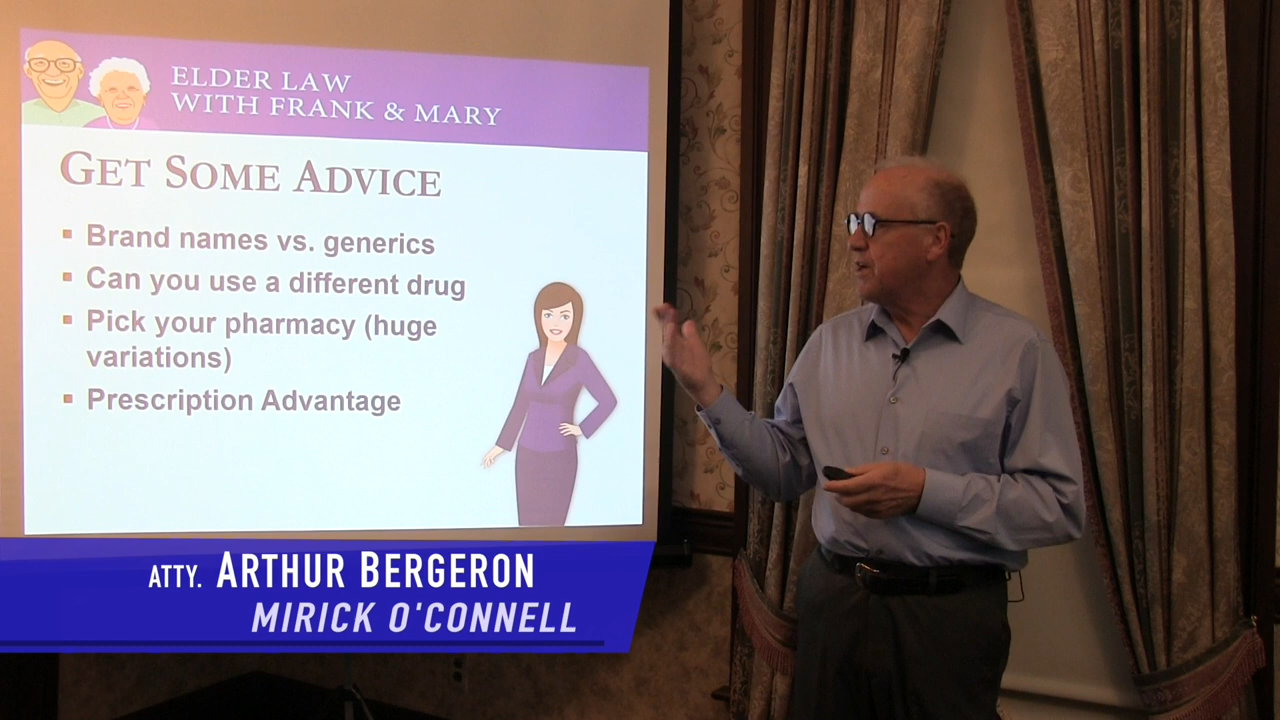 ELDER LAW
WITH FRANK & MARY
GET SOME ADVICE
▪ Brand names vs. generics
▪ Can you use a different drug
▪ Pick your pharmacy (huge
variations)
▪ Prescription Advantage
ATTY. ARTHUR BERGERON
MIRICK O'CONNELL